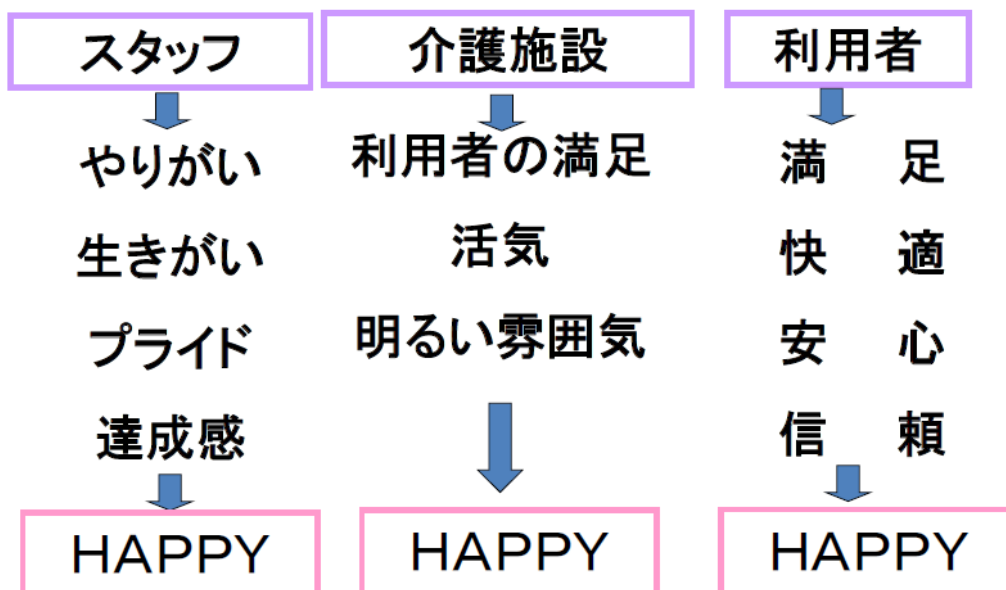 スタッフ
やりがい
生きがい
プライド
達成感
HAPPY
介護施設
利用者の満足
活気
明るい雰囲気
HAPPY
利用者
満足
快適
安心
信頼
HAPPY